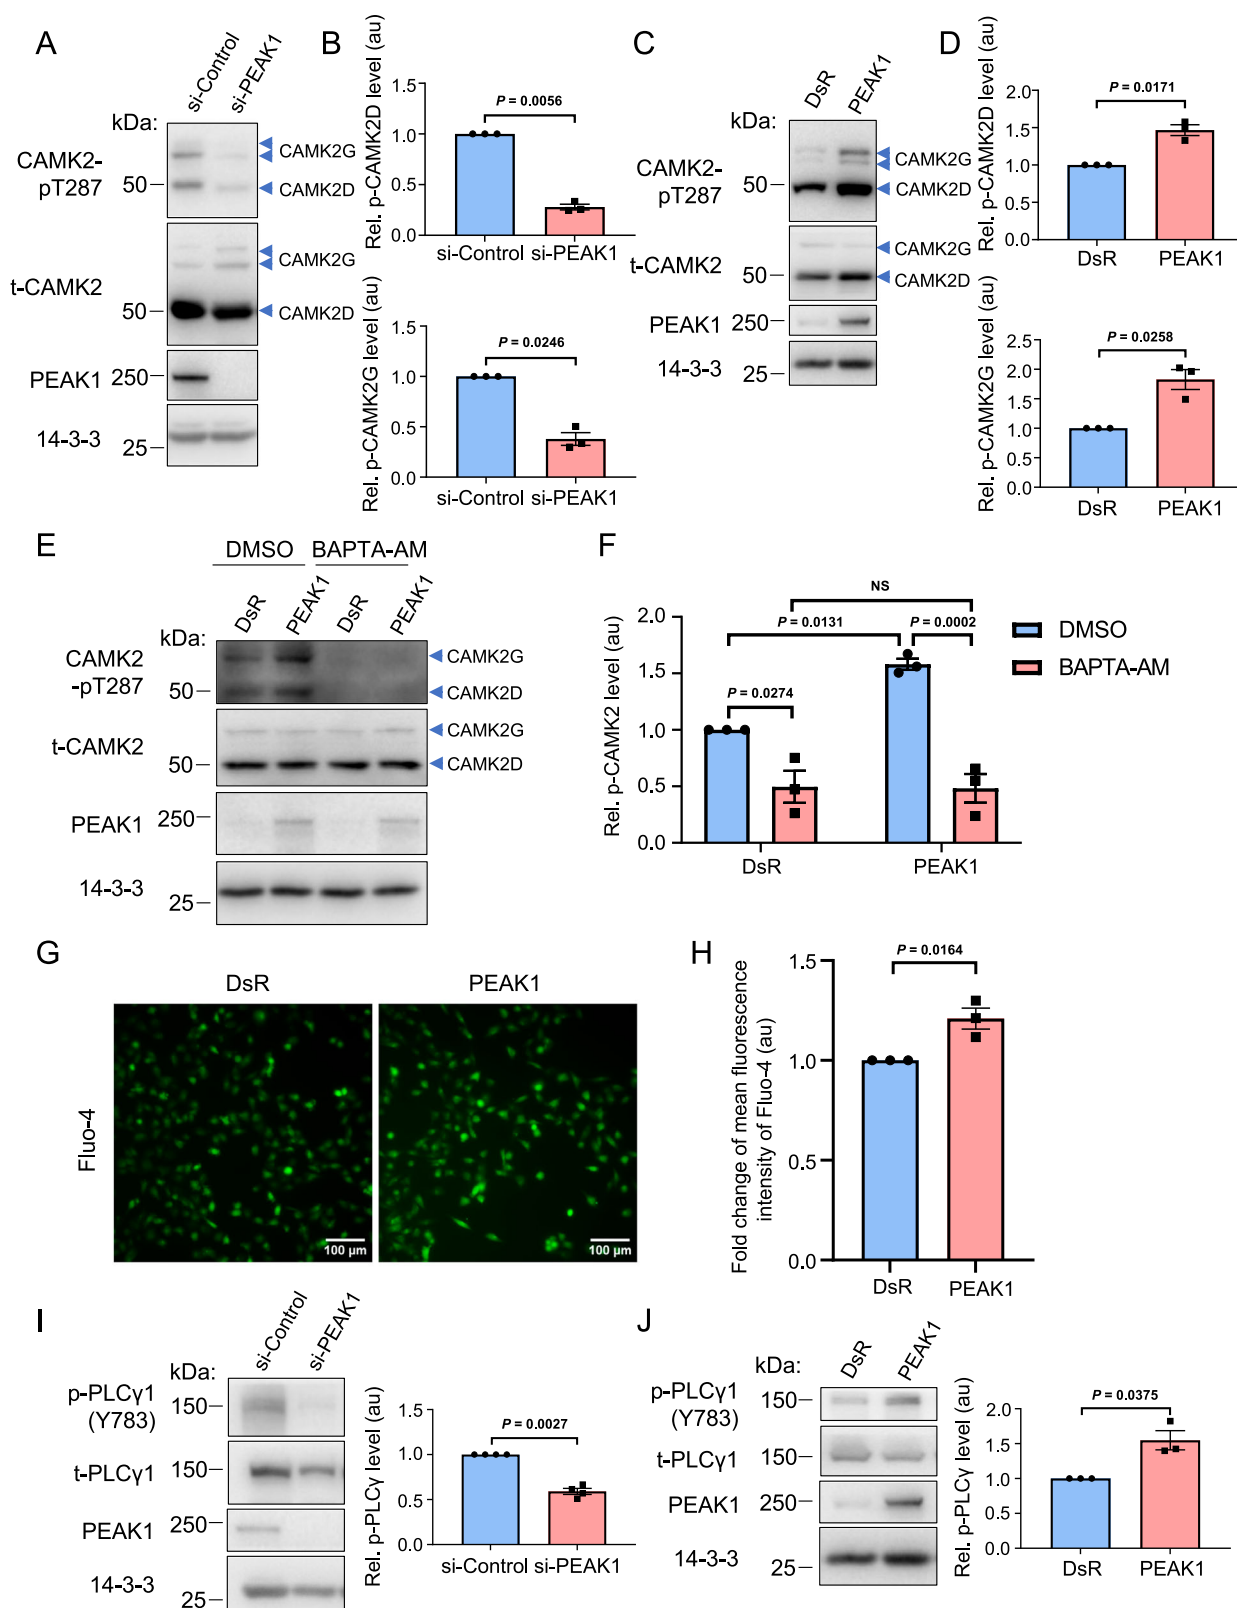 A
si-Control
si-PEAK1
kDa:
CAMK2-
pT287
50
CAMK2G
CAMK2D
t-CAMK2
50
CAMK2G
CAMK2D
PEAK1
250
14-3-3
25
B
Rel. p-CAMK2D level (au)
1.5
1.0
0.5
0.0
P = 0.0056
si-Control si-PEAK1
Rel. p-CAMK2G level (au)
1.5
1.0
0.5
0.0
P = 0.0246
si-Control si-PEAK1
C
DsR
PEAK1
kDa:
CAMK2-
pT287
50
CAMK2G
CAMK2D
t-CAMK2
50
CAMK2G
CAMK2D
PEAK1
250
14-3-3
25
D
Rel. p-CAMK2D level (au)
2.0
1.5
1.0
0.5
0.0
P = 0.0171
DsR PEAK1
Rel. p-CAMK2G level (au)
2.5
2.0
1.5
1.0
0.5
0.0
P = 0.0258
DsR PEAK1
E
DMSO BAPTA-AM
DsR
PEAK1
DsR
PEAK1
kDa:
CAMK2
-pT287
50
CAMK2G
CAMK2D
t-CAMK2
50
CAMK2G
CAMK2D
PEAK1
250
14-3-3
25
F
Rel. p-CAMK2 level (au)
2.0
1.5
1.0
0.5
0.0
NS
P = 0.0131
P = 0.0002
P = 0.0274
DsR PEAK1
DMSO
BAPTA-AM
G
DsR PEAK1
Fluo-4
100 μm
100 μm
H
Fold change of mean fluorescence
intensity of Fluo-4 (au)
1.5
1.0
0.5
0.0
P = 0.0164
DsR PEAK1
I
si-Control
si-PEAK1
kDa:
p-PLCγ1
(Y783)
150
t-PLCγ1
150
PEAK1
250
14-3-3
25
Rel. p-PLCγ level (au)
1.5
1.0
0.5
0.0
P = 0.0027
si-Control si-PEAK1
J
DsR
PEAK1
kDa:
p-PLCγ1
(Y783)
150
t-PLCγ1
150
PEAK1
250
14-3-3
25
Rel. p-PLCγ level (au)
2.0
1.5
1.0
0.5
0.0
P = 0.0375
DsR PEAK1